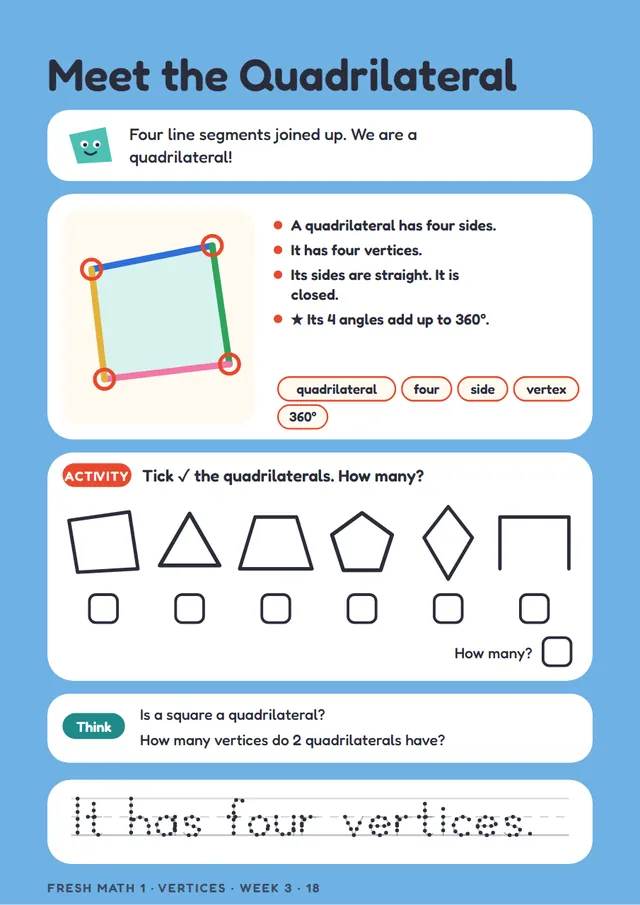 Meet the Quadrilateral
Four line segments joined up. We are a
quadrilateral!
A quadrilateral has four sides.
It has four vertices.
Its sides are straight. It is
closed.
★ Its 4 angles add up to 360°.
quadrilateral four side vertex
360°
ACTIVITY Tick ✓ the quadrilaterals. How many?
How many?
Think
Is a square a quadrilateral?
How many vertices do 2 quadrilaterals have?
It has four vertices.
FRESH MATH 1 · VERTICES · WEEK 3 · 18